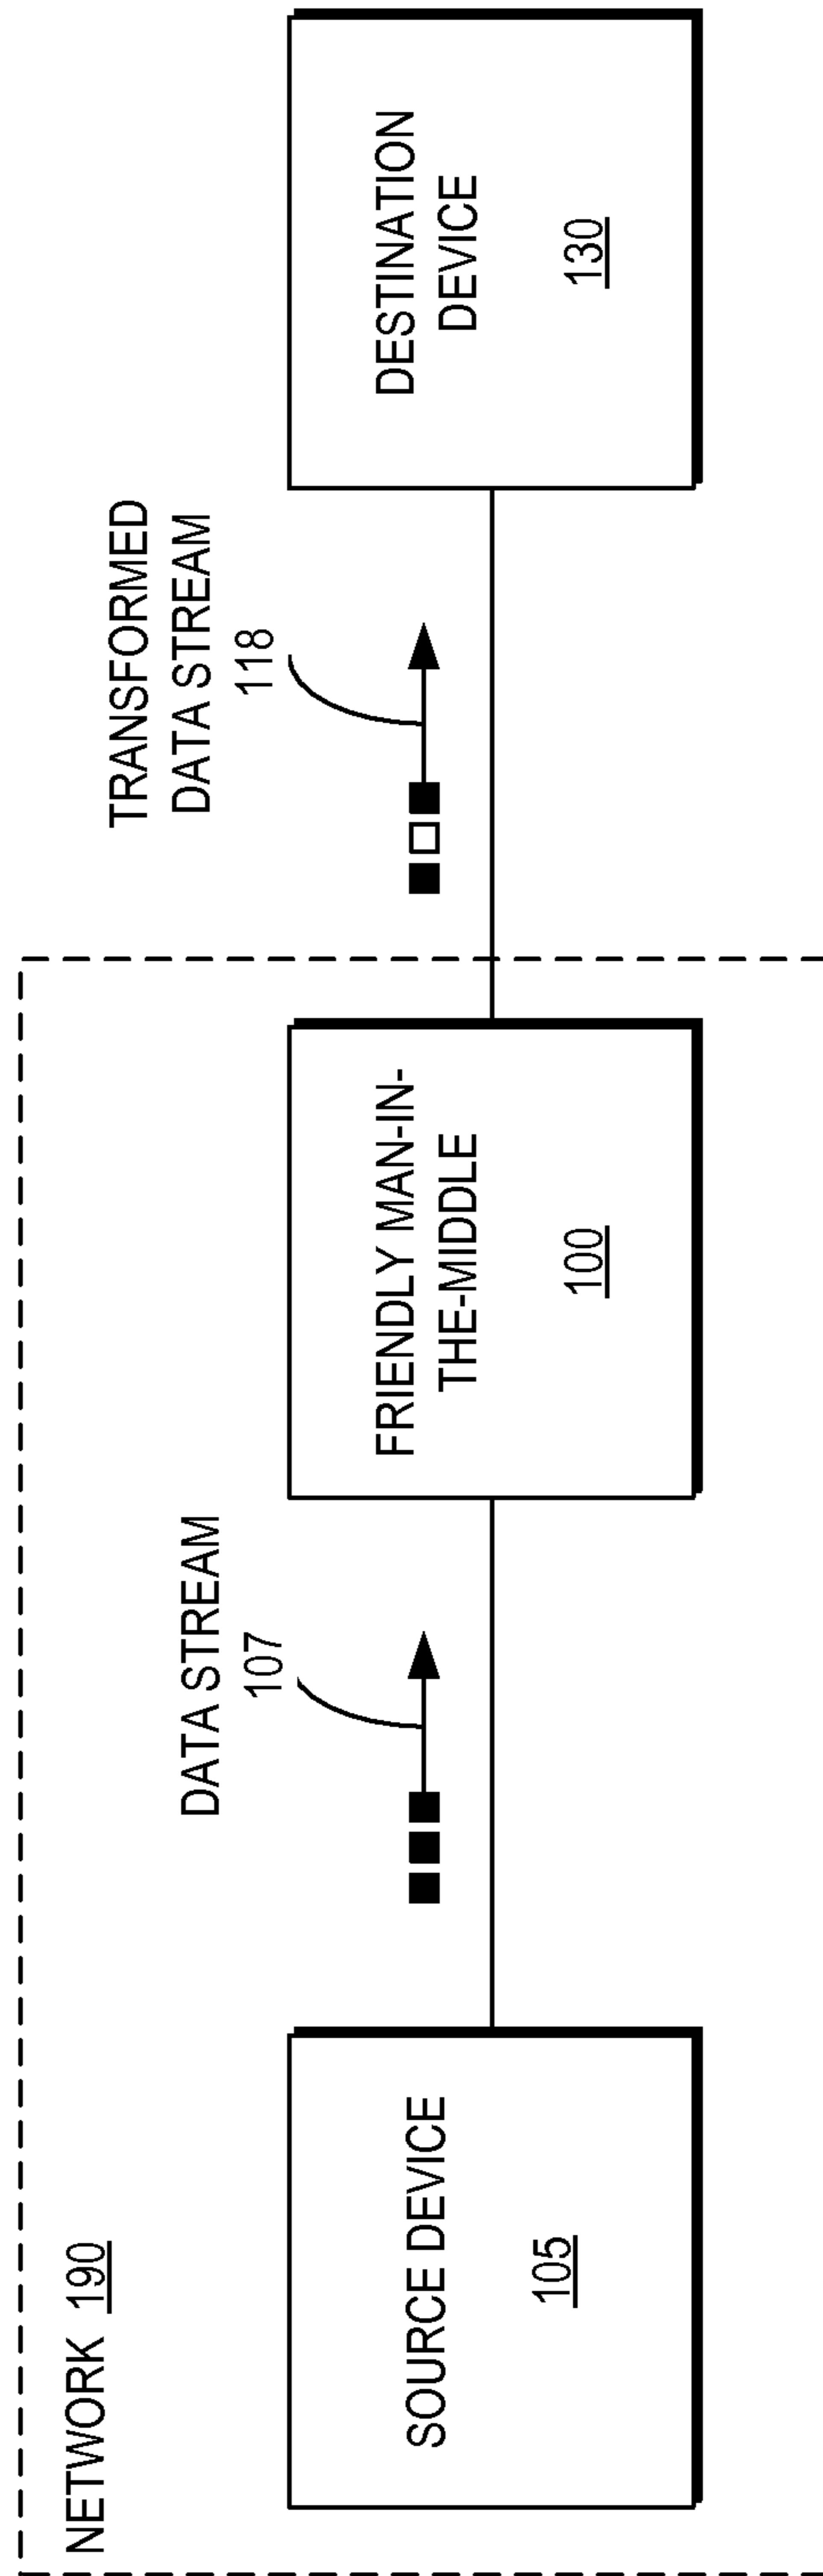 NETWORK 190
SOURCE DEVICE
105
DATA STREAM
107
FRIENDLY MAN-IN-
THE-MIDDLE
100
TRANSFORMED
DATA STREAM
118
DESTINATION
DEVICE
130